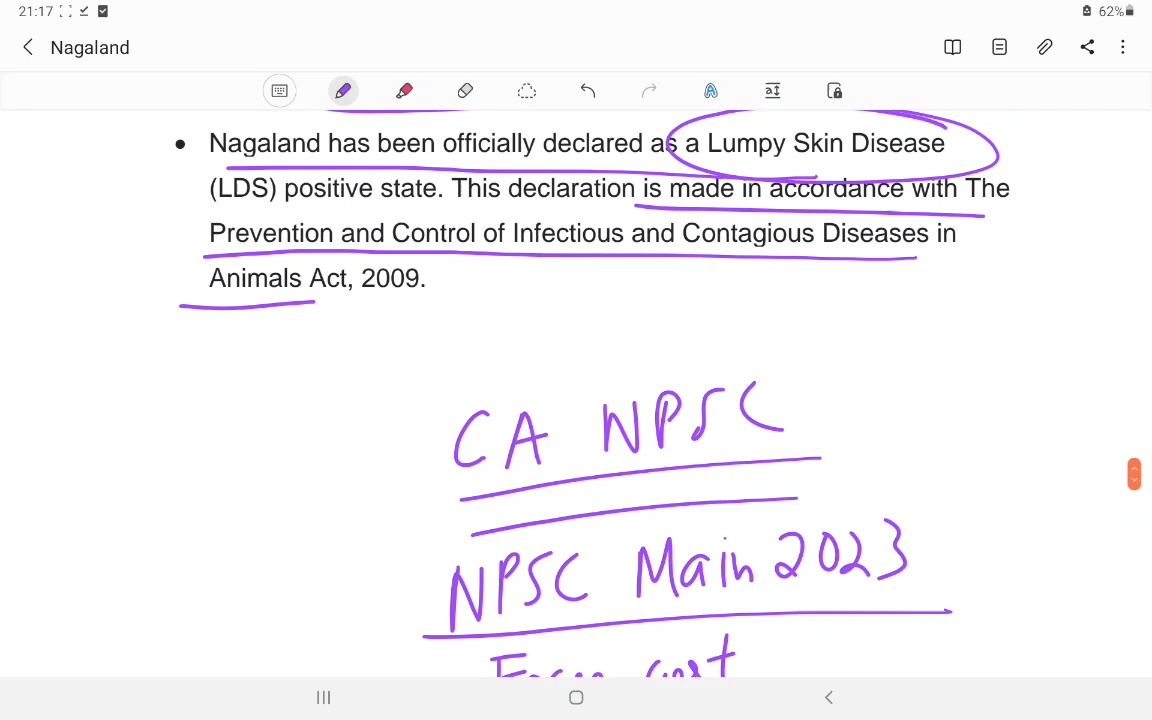 21:17 62%
Nagaland
Nagaland has been officially declared as a Lumpy Skin Disease
(LDS) positive state. This declaration is made in accordance with The
Prevention and Control of Infectious and Contagious Diseases in
Animals Act, 2009.
CA NPSC
NPSC Main 2023